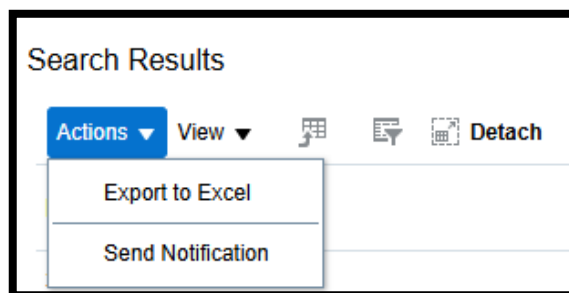 Search Results
Actions View Detach
Export to Excel
Send Notification